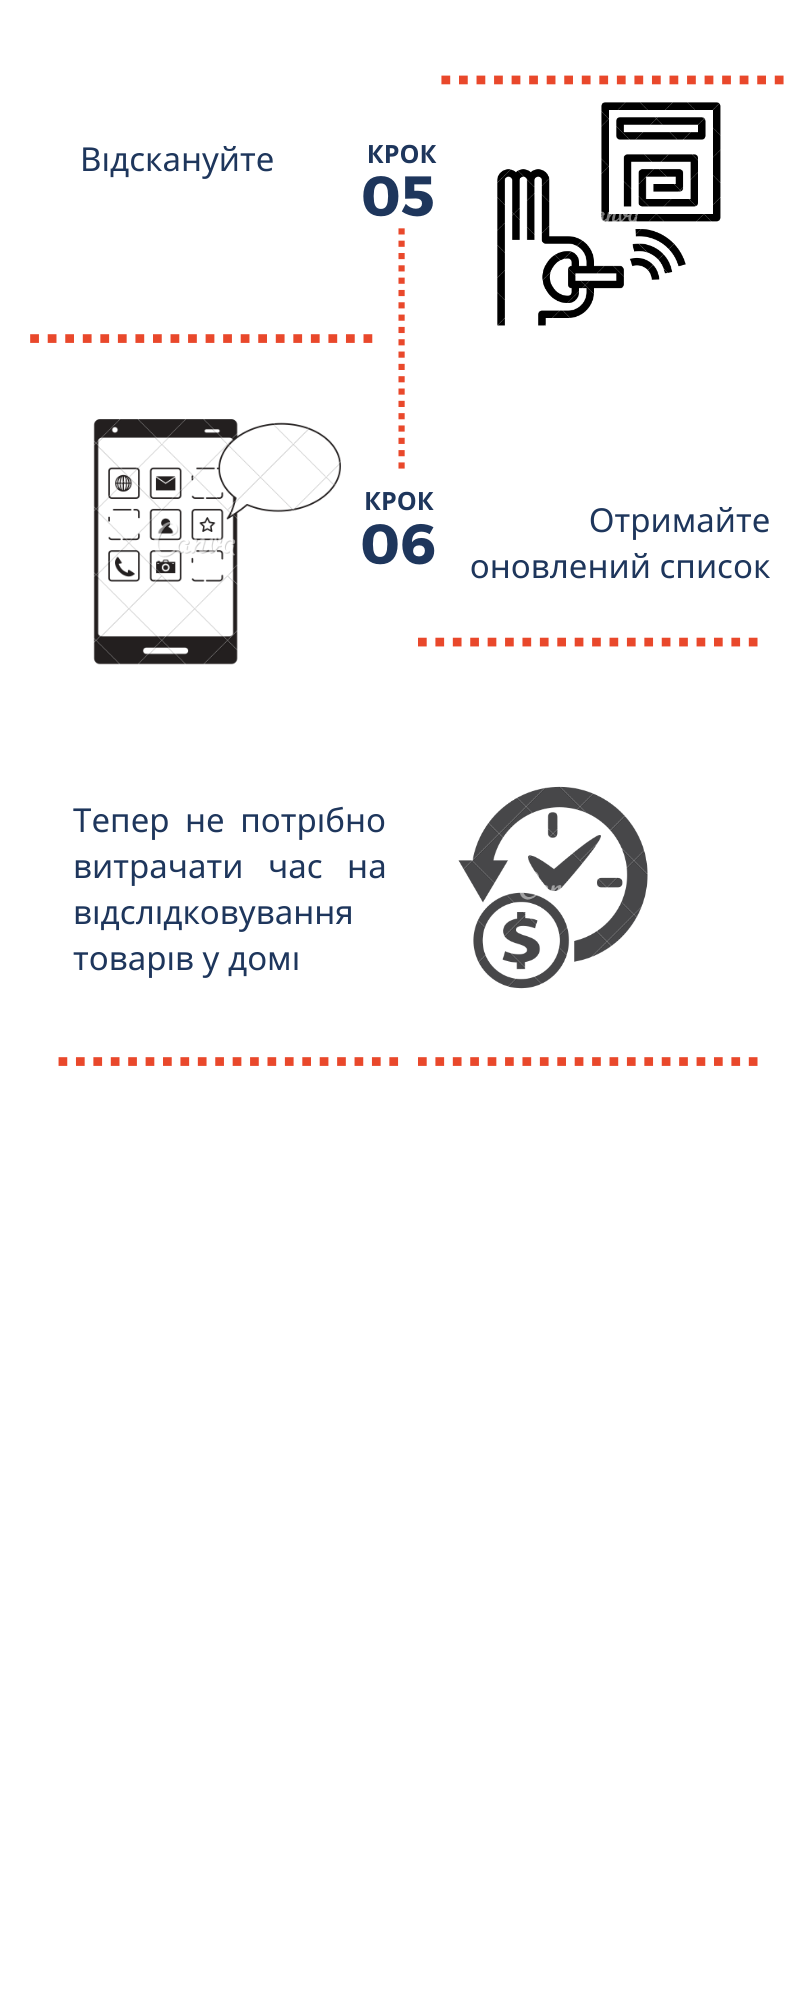 Відскануйте
КРОК
05
КРОК
06
Отримайте
оновлений список
Тепер не потрібно
витрачати час на
відслідковування
товарів у домі
$